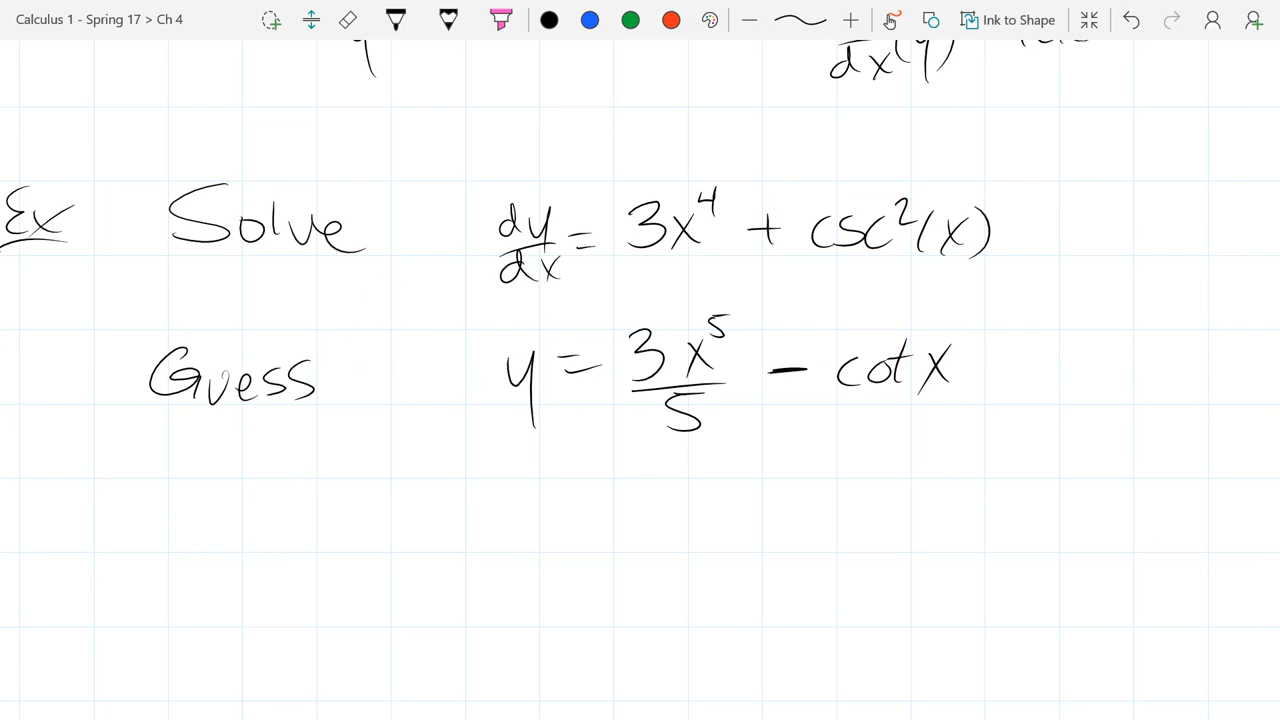 Calculus 1 - Spring 17 > Ch 4
Ink to Shape
y
d/dx (y)
Ex Solve dy/dx = 3x⁴ + csc²(x)
Guess y = 3x⁵/5 - cot x